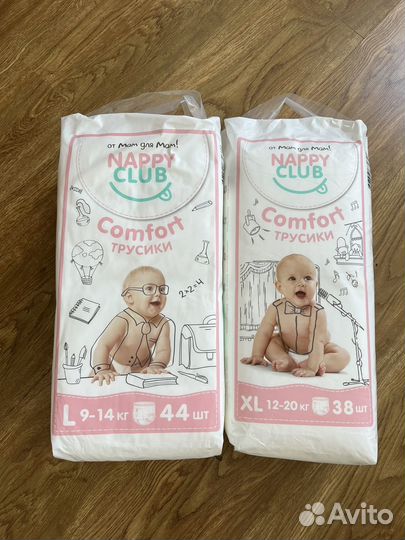 от Мам для Мам!
NAPPY
CLUB
Comfort
ТРУСИКИ
2×2=4
L 9-14 КГ 44 ШТ
от Мам для Мам!
NAPPY
CLUB
Comfort
ТРУСИКИ
XL 12-20 КГ 38 ШТ
Avito